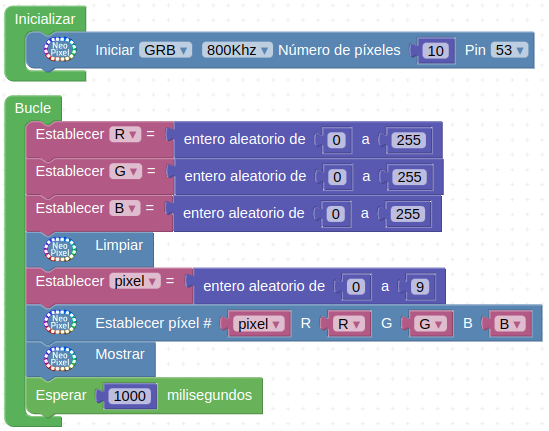 Inicializar
Neo Pixel Iniciar GRB 800Khz Número de píxeles 10 Pin 53
Bucle
Establecer R = entero aleatorio de 0 a 255
Establecer G = entero aleatorio de 0 a 255
Establecer B = entero aleatorio de 0 a 255
Neo Pixel Limpiar
Establecer pixel = entero aleatorio de 0 a 9
Neo Pixel Establecer píxel # pixel R R G G B B
Neo Pixel Mostrar
Esperar 1000 milisegundos